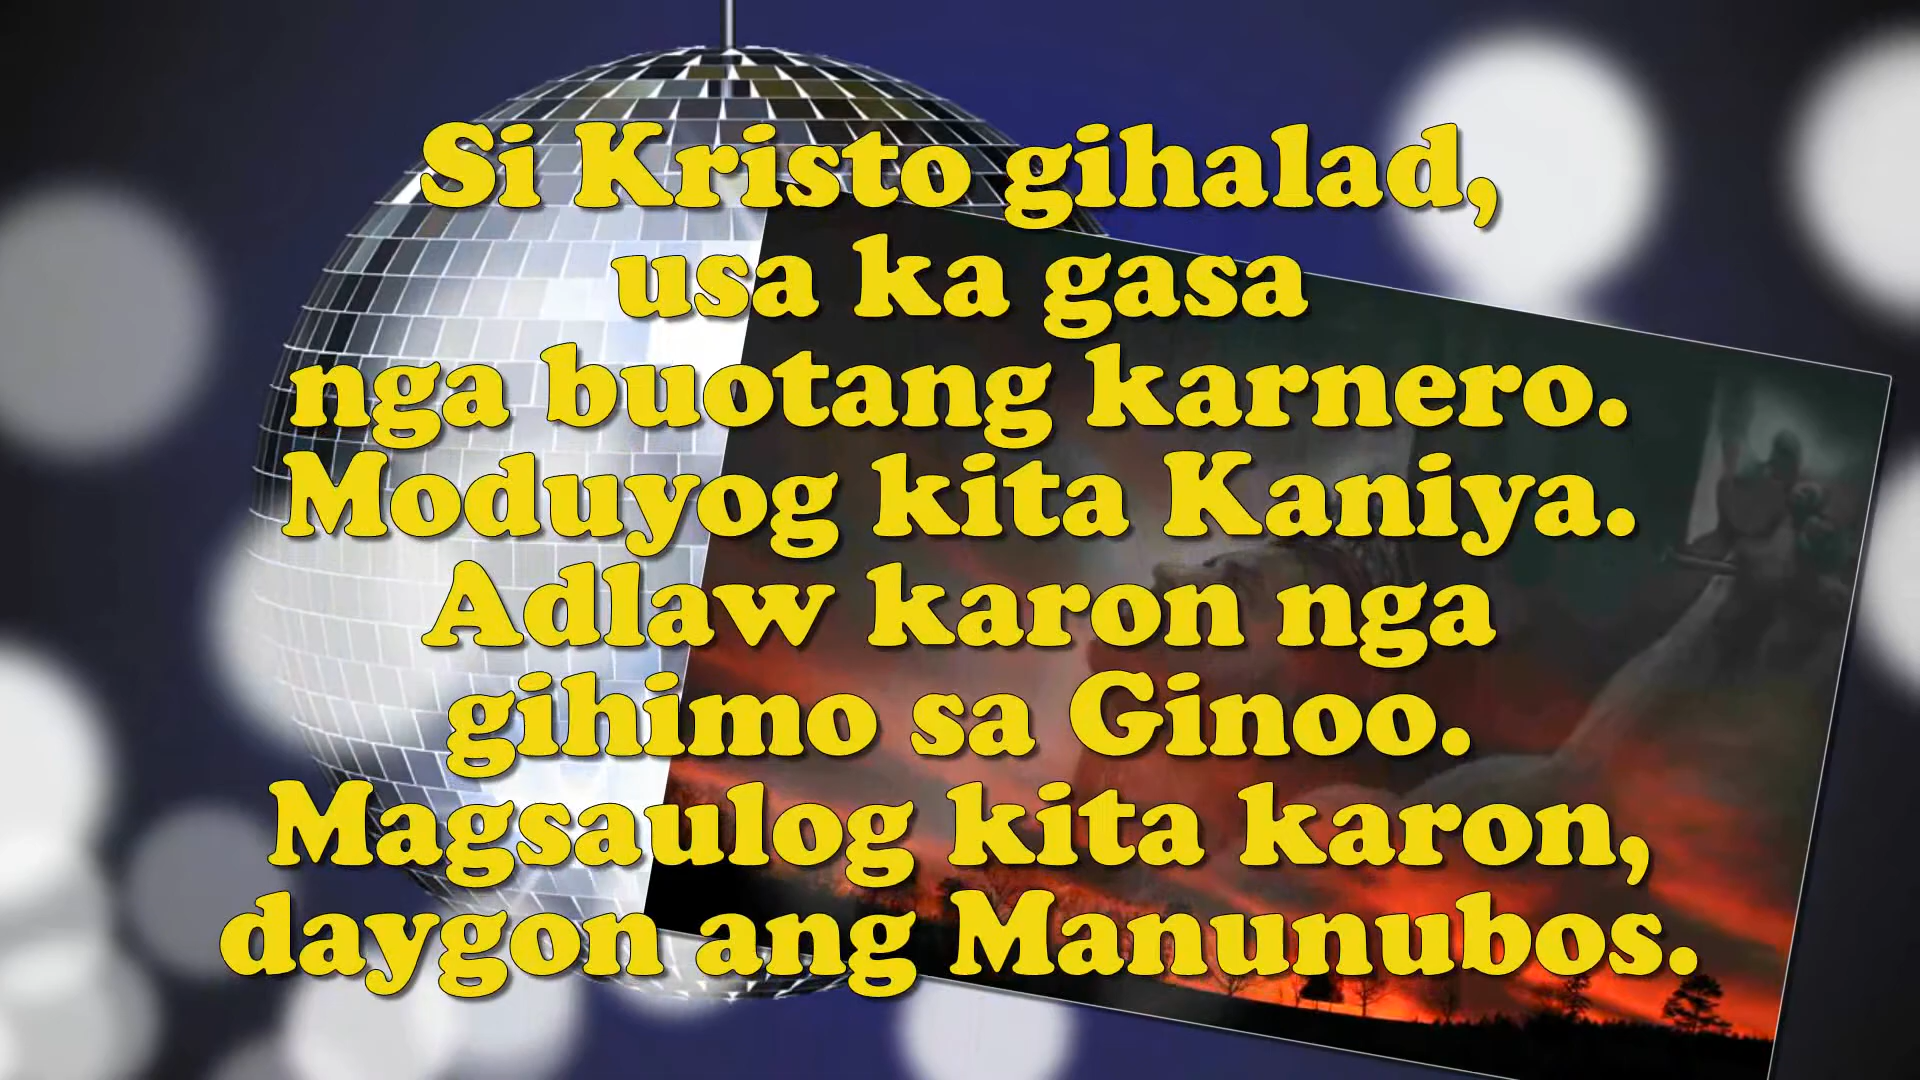 Si Kristo gihalad,
usa ka gasa
nga buotang karnero.
Moduyog kita Kaniya.
Adlaw karon nga
gihimo sa Ginoo.
Magsaulog kita karon,
daygon ang Manunubos.